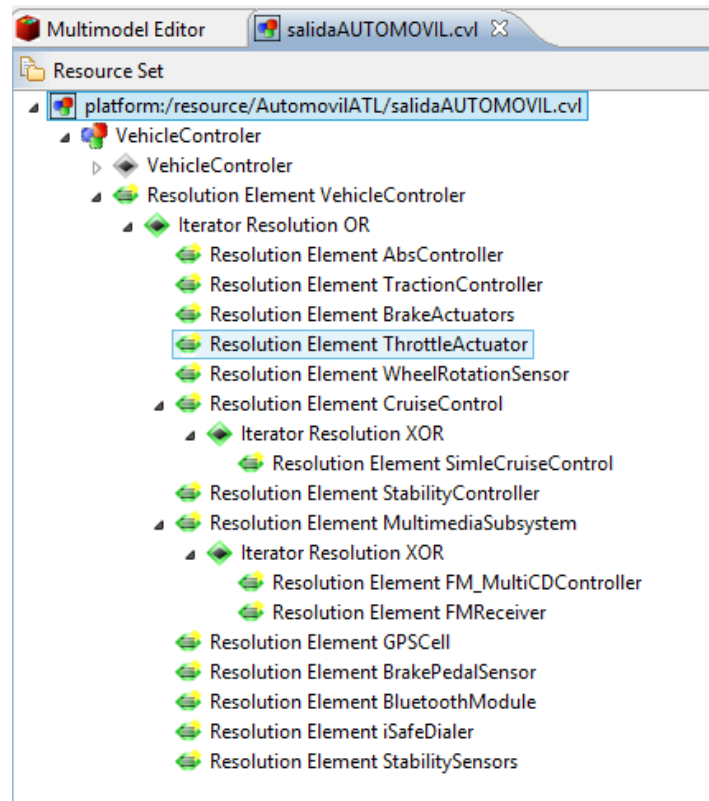 Multimodel Editor
salidaAUTOMOVIL.cvl
Resource Set
platform:/resource/AutomovilATL/salidaAUTOMOVIL.cvl
VehicleControler
VehicleControler
Resolution Element VehicleControler
Iterator Resolution OR
Resolution Element AbsController
Resolution Element TractionController
Resolution Element BrakeActuators
Resolution Element ThrottleActuator
Resolution Element WheelRotationSensor
Resolution Element CruiseControl
Iterator Resolution XOR
Resolution Element SimleCruiseControl
Resolution Element StabilityController
Resolution Element MultimediaSubsystem
Iterator Resolution XOR
Resolution Element FM_MultiCDController
Resolution Element FMReceiver
Resolution Element GPSCell
Resolution Element BrakePedalSensor
Resolution Element BluetoothModule
Resolution Element iSafeDialer
Resolution Element StabilitySensors